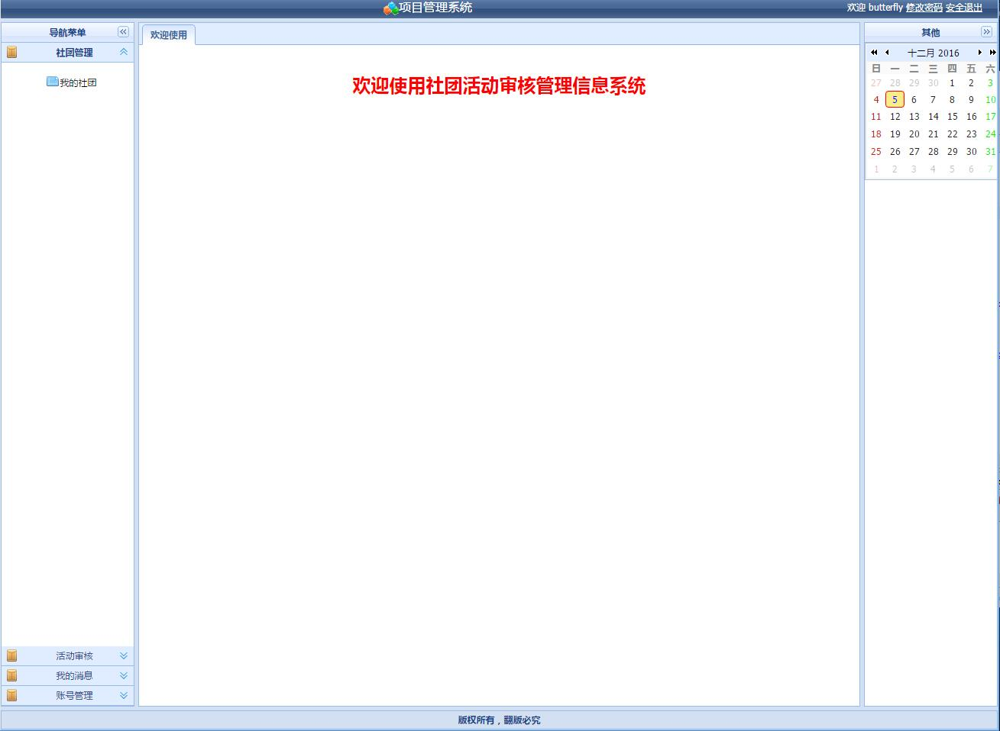 项目管理系统
欢迎 butterfly 修改密码 安全退出
导航菜单
社团管理
我的社团
活动审核
我的消息
账号管理
欢迎使用
欢迎使用社团活动审核管理信息系统
其他
十二月 2016
日 一 二 三 四 五 六
27 28 29 30 1 2 3
4 5 6 7 8 9 10
11 12 13 14 15 16 17
18 19 20 21 22 23 24
25 26 27 28 29 30 31
1 2 3 4 5 6 7
版权所有，翻版必究